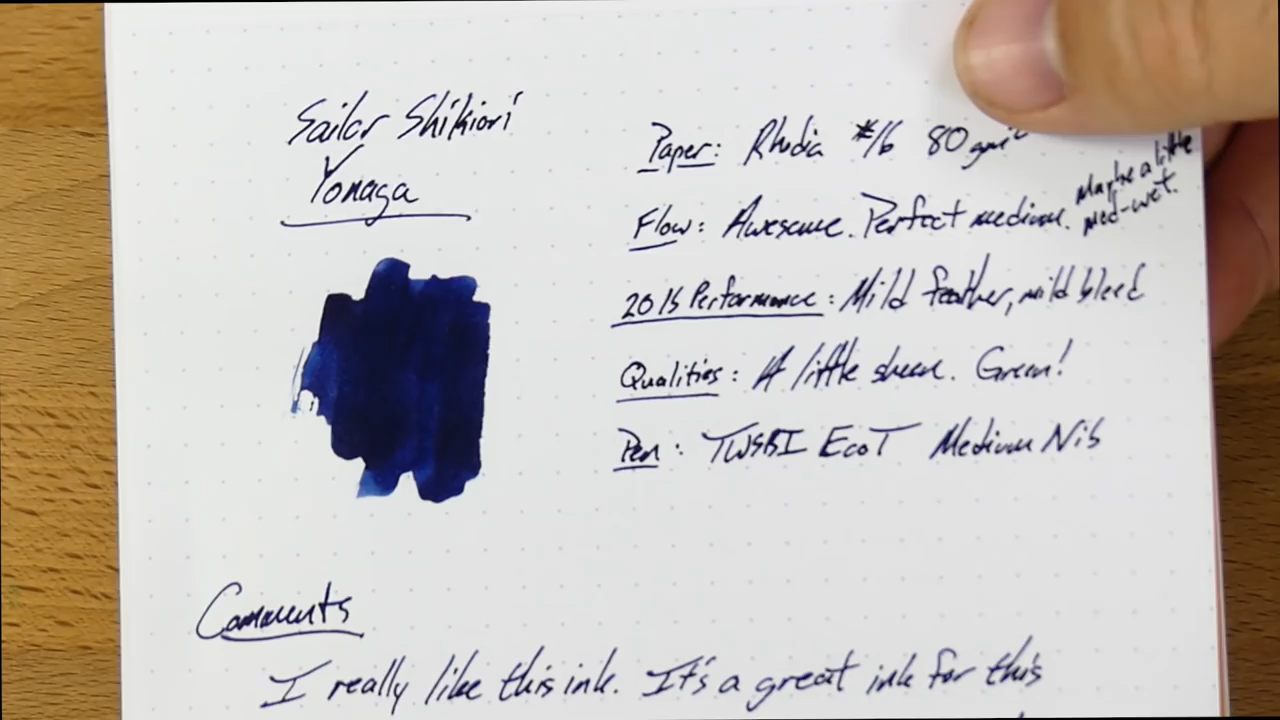 Sailor Shikiori
Yonaga
Paper: Rhodia #16 80 gm²
Flow: Awesome. Perfect medium. Maybe a little
med-wet.
20lb Performance: Mild feather, mild bleed
Qualities: A little sheen. Green!
Pen: TWSBI Eco T Medium Nib
Comments
I really like this ink. It's a great ink for this